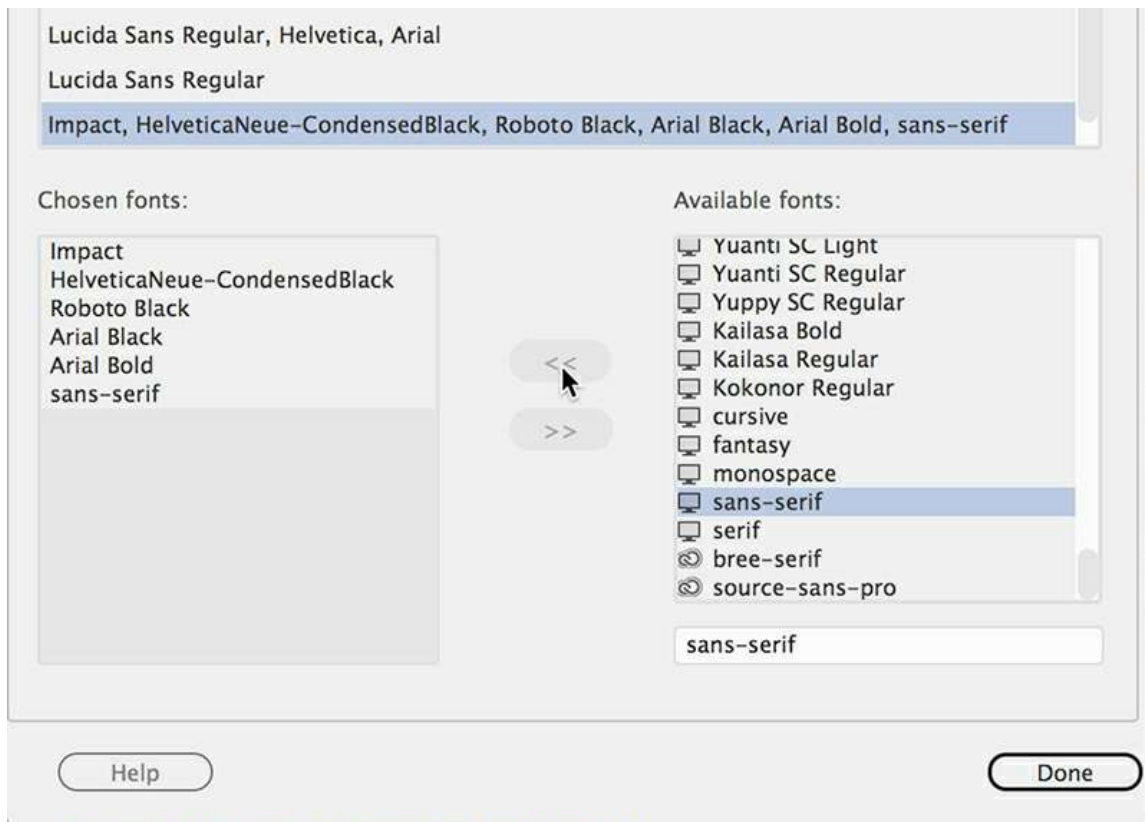 Lucida Sans Regular, Helvetica, Arial
Lucida Sans Regular
Impact, HelveticaNeue-CondensedBlack, Roboto Black, Arial Black, Arial Bold, sans-serif
Chosen fonts:
Impact
HelveticaNeue-CondensedBlack
Roboto Black
Arial Black
Arial Bold
sans-serif
<<
>>
Available fonts:
Yuanti SC Light
Yuanti SC Regular
Yuppy SC Regular
Kailasa Bold
Kailasa Regular
Kokonor Regular
cursive
fantasy
monospace
sans-serif
serif
bree-serif
source-sans-pro
sans-serif
Help
Done